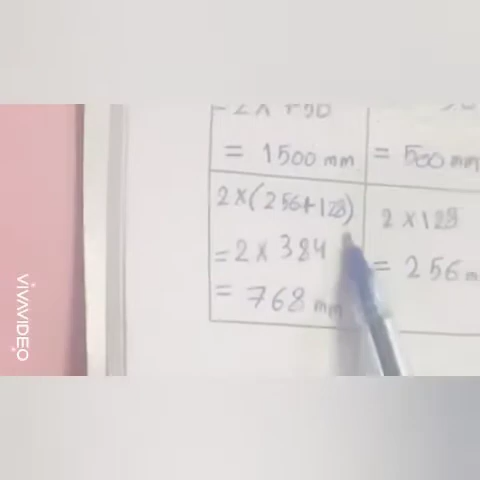 = 1500 mm
= 500 mm
2×(256+128)
= 2 × 384
= 768 mm
2 ×128
= 256 m
VIVAVIDEO